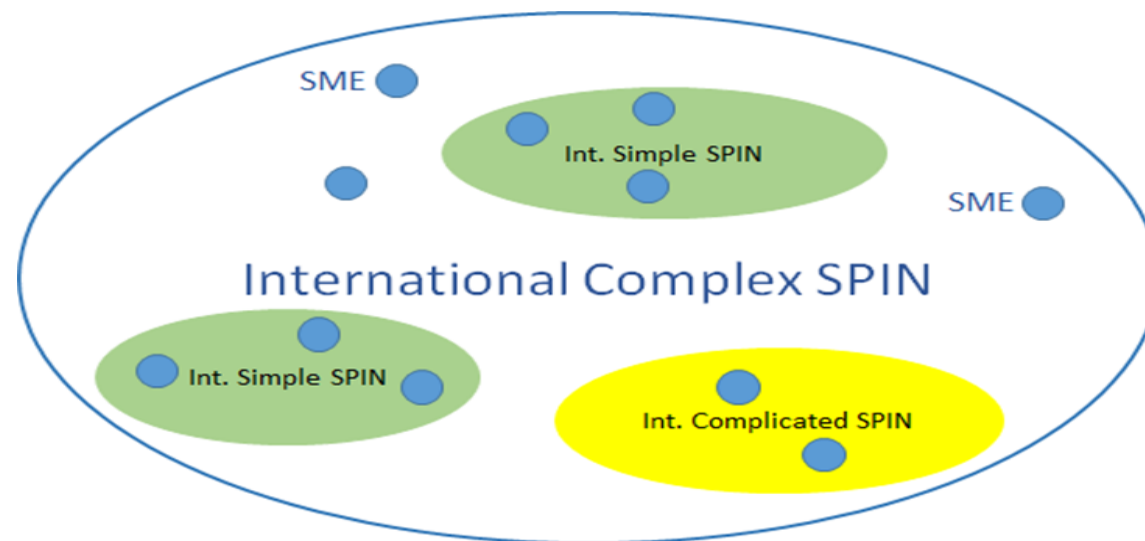 SME
Int. Simple SPIN
SME
International Complex SPIN
Int. Simple SPIN
Int. Complicated SPIN